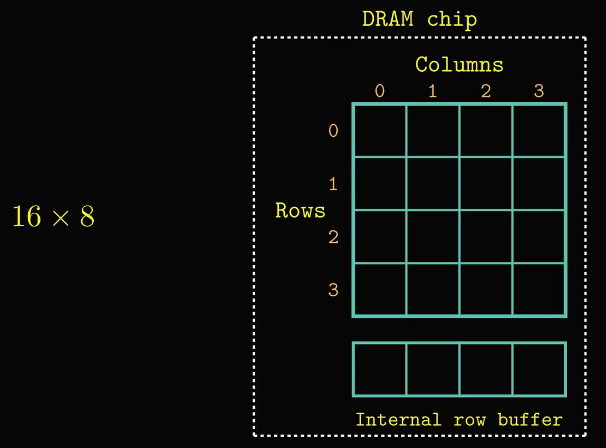 DRAM chip
Columns
0 1 2 3
0
1
16 × 8
Rows
2
3
Internal row buffer